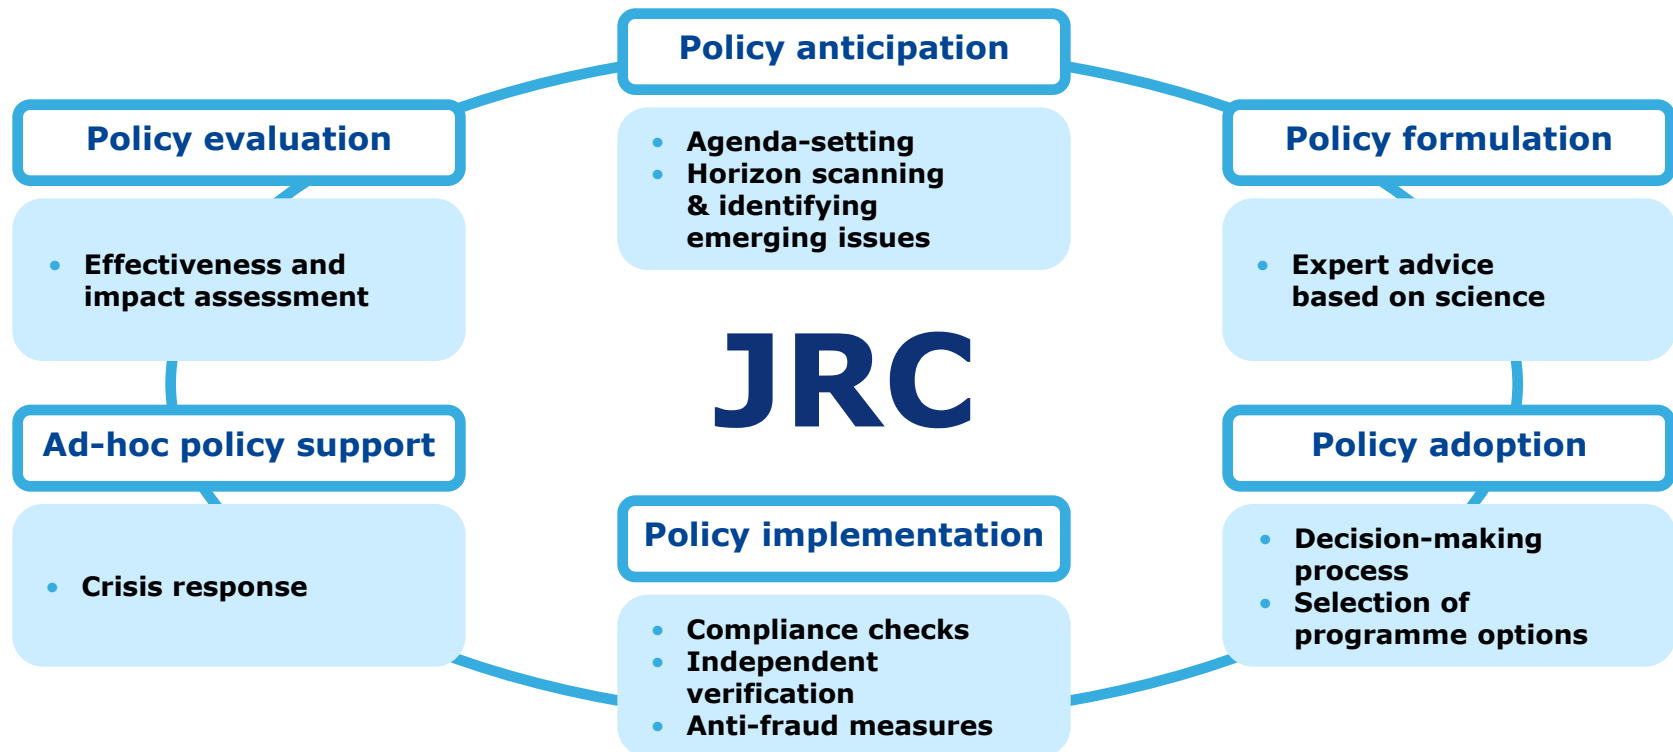 Policy anticipation
• Agenda-setting
• Horizon scanning
& identifying
emerging issues
Policy formulation
• Expert advice
based on science
Policy adoption
• Decision-making
process
• Selection of
programme options
Policy implementation
• Compliance checks
• Independent
verification
• Anti-fraud measures
Ad-hoc policy support
• Crisis response
Policy evaluation
• Effectiveness and
impact assessment
JRC